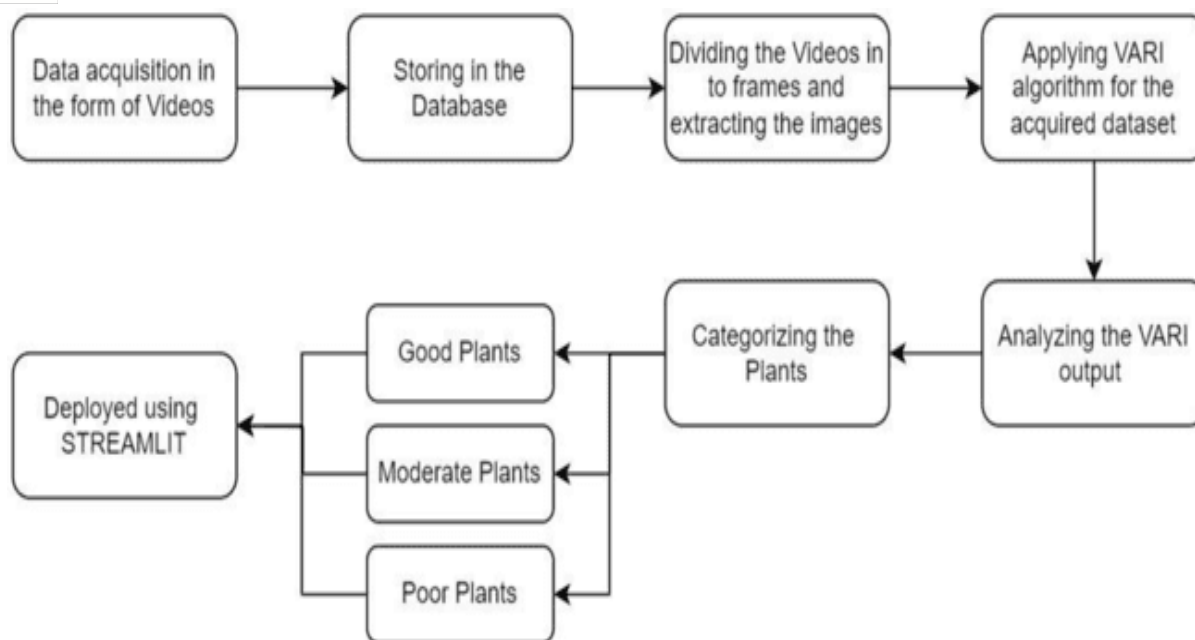 Data acquisition in
the form of Videos
Storing in the
Database
Dividing the Videos in
to frames and
extracting the images
Applying VARI
algorithm for the
acquired dataset
Analyzing the VARI
output
Categorizing the
Plants
Good Plants
Moderate Plants
Poor Plants
Deployed using
STREAMLIT